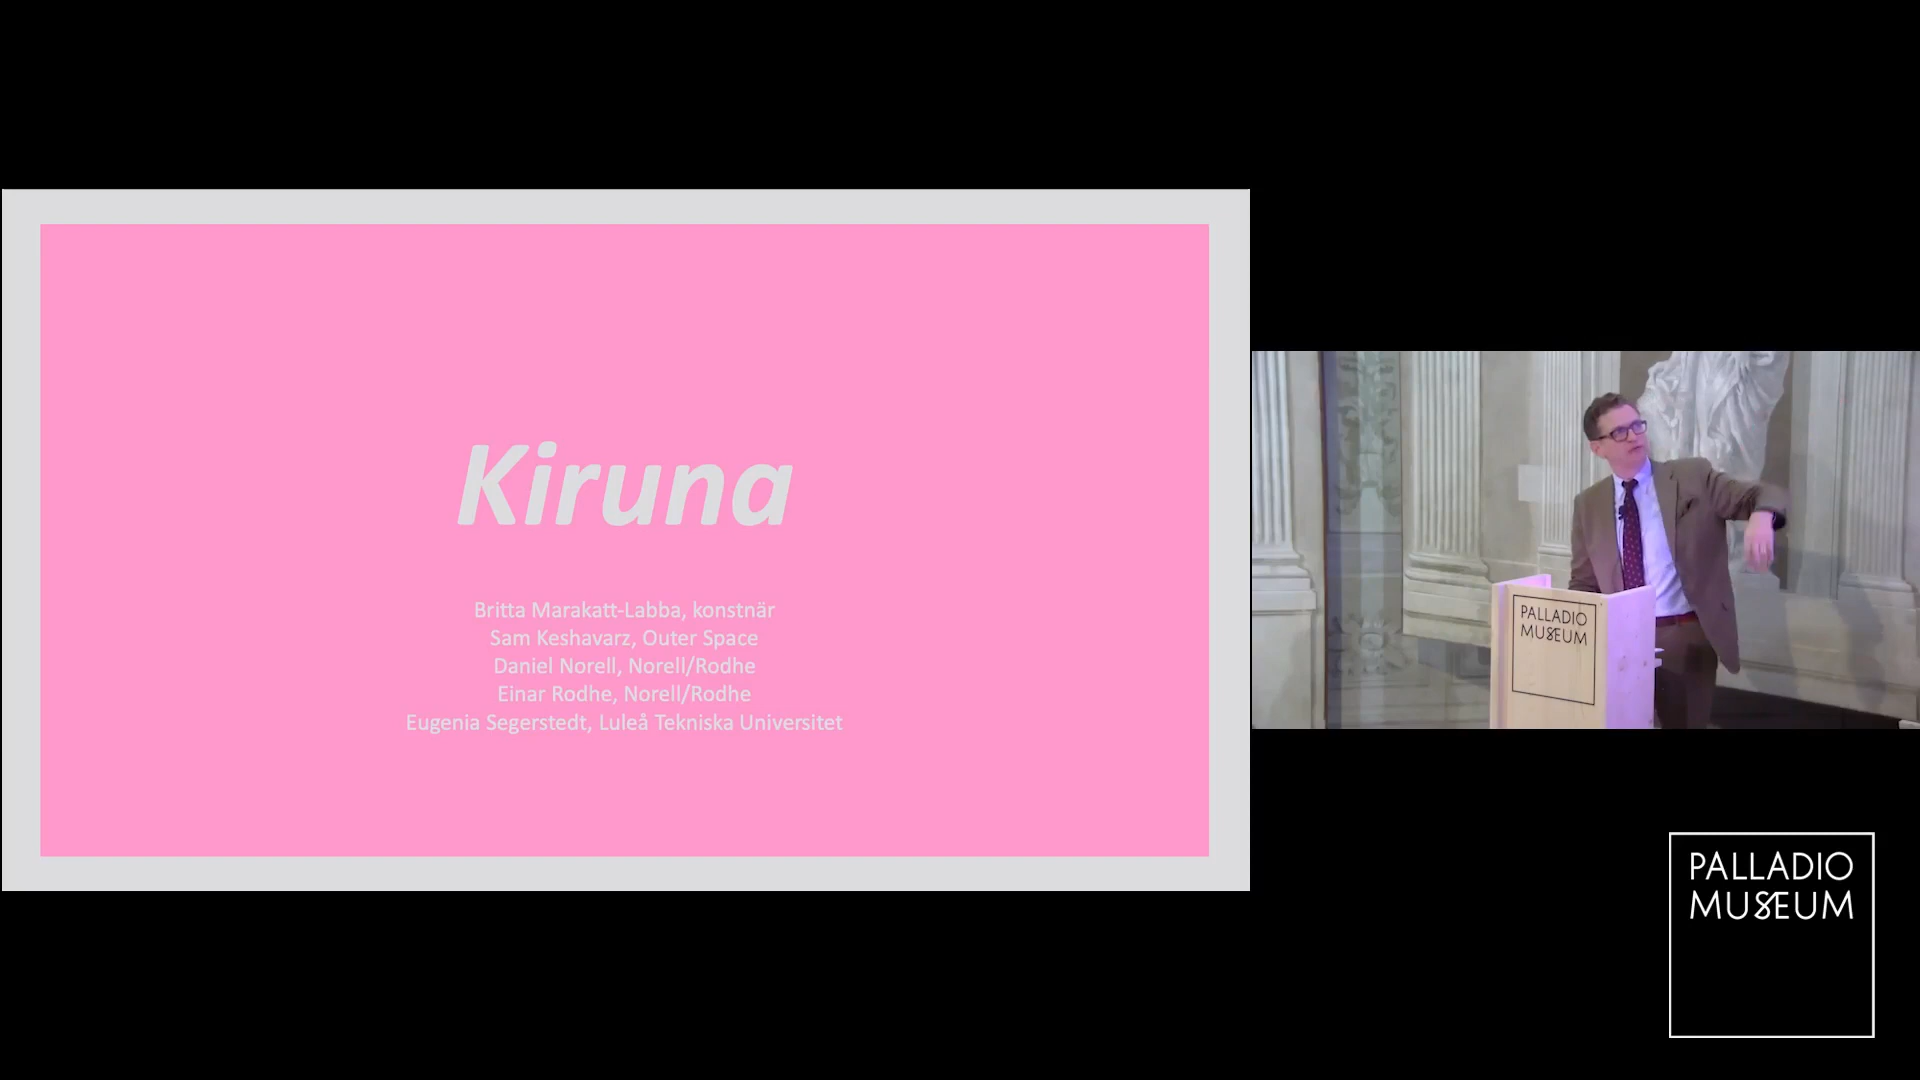 Kiruna
Britta Marakatt-Labba, konstnär
Sam Keshavarz, Outer Space
Daniel Norell, Norell/Rodhe
Einar Rodhe, Norell/Rodhe
Eugenia Segerstedt, Luleå Tekniska Universitet
PALLADIO
MUSEUM
PALLADIO
MUSEUM